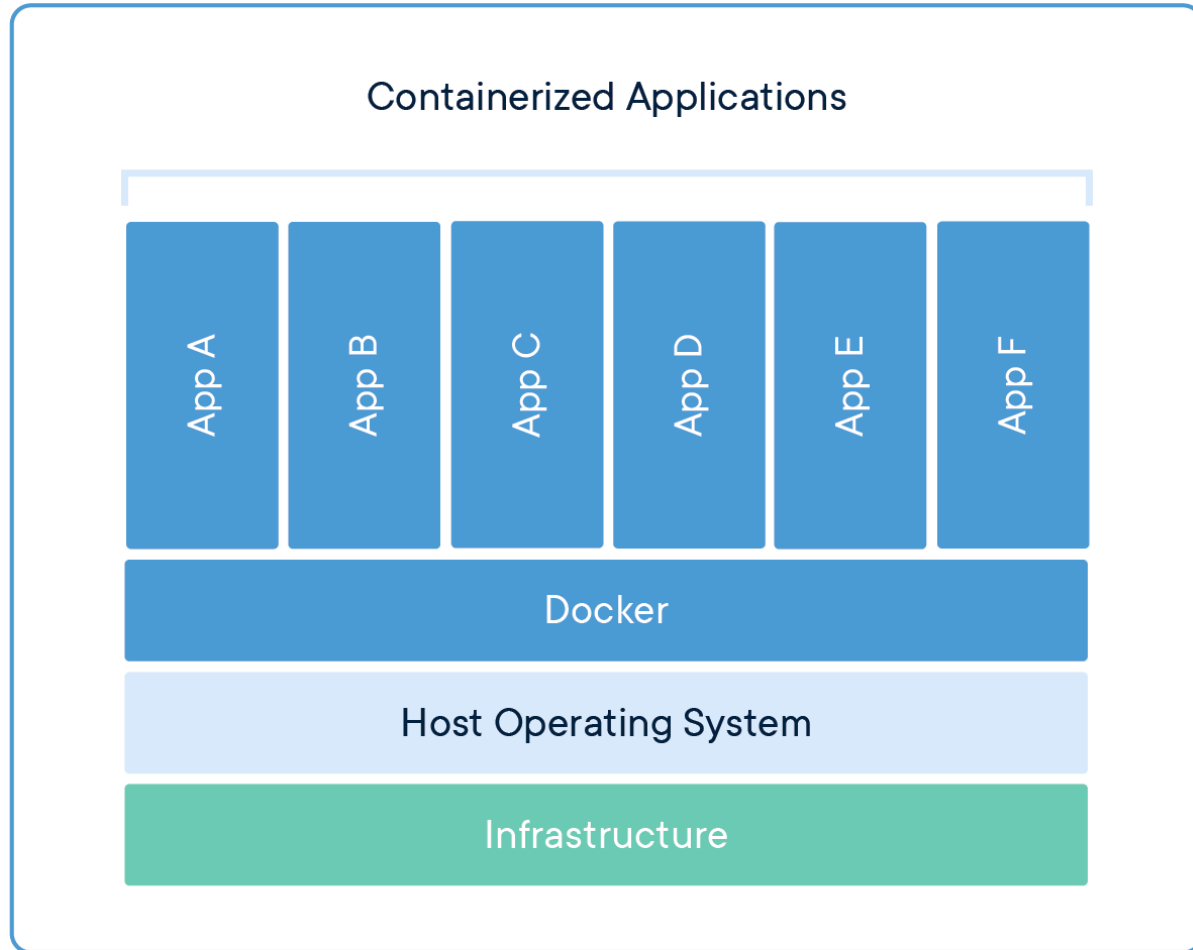 Containerized Applications
App A
App B
App C
App D
App E
App F
Docker
Host Operating System
Infrastructure